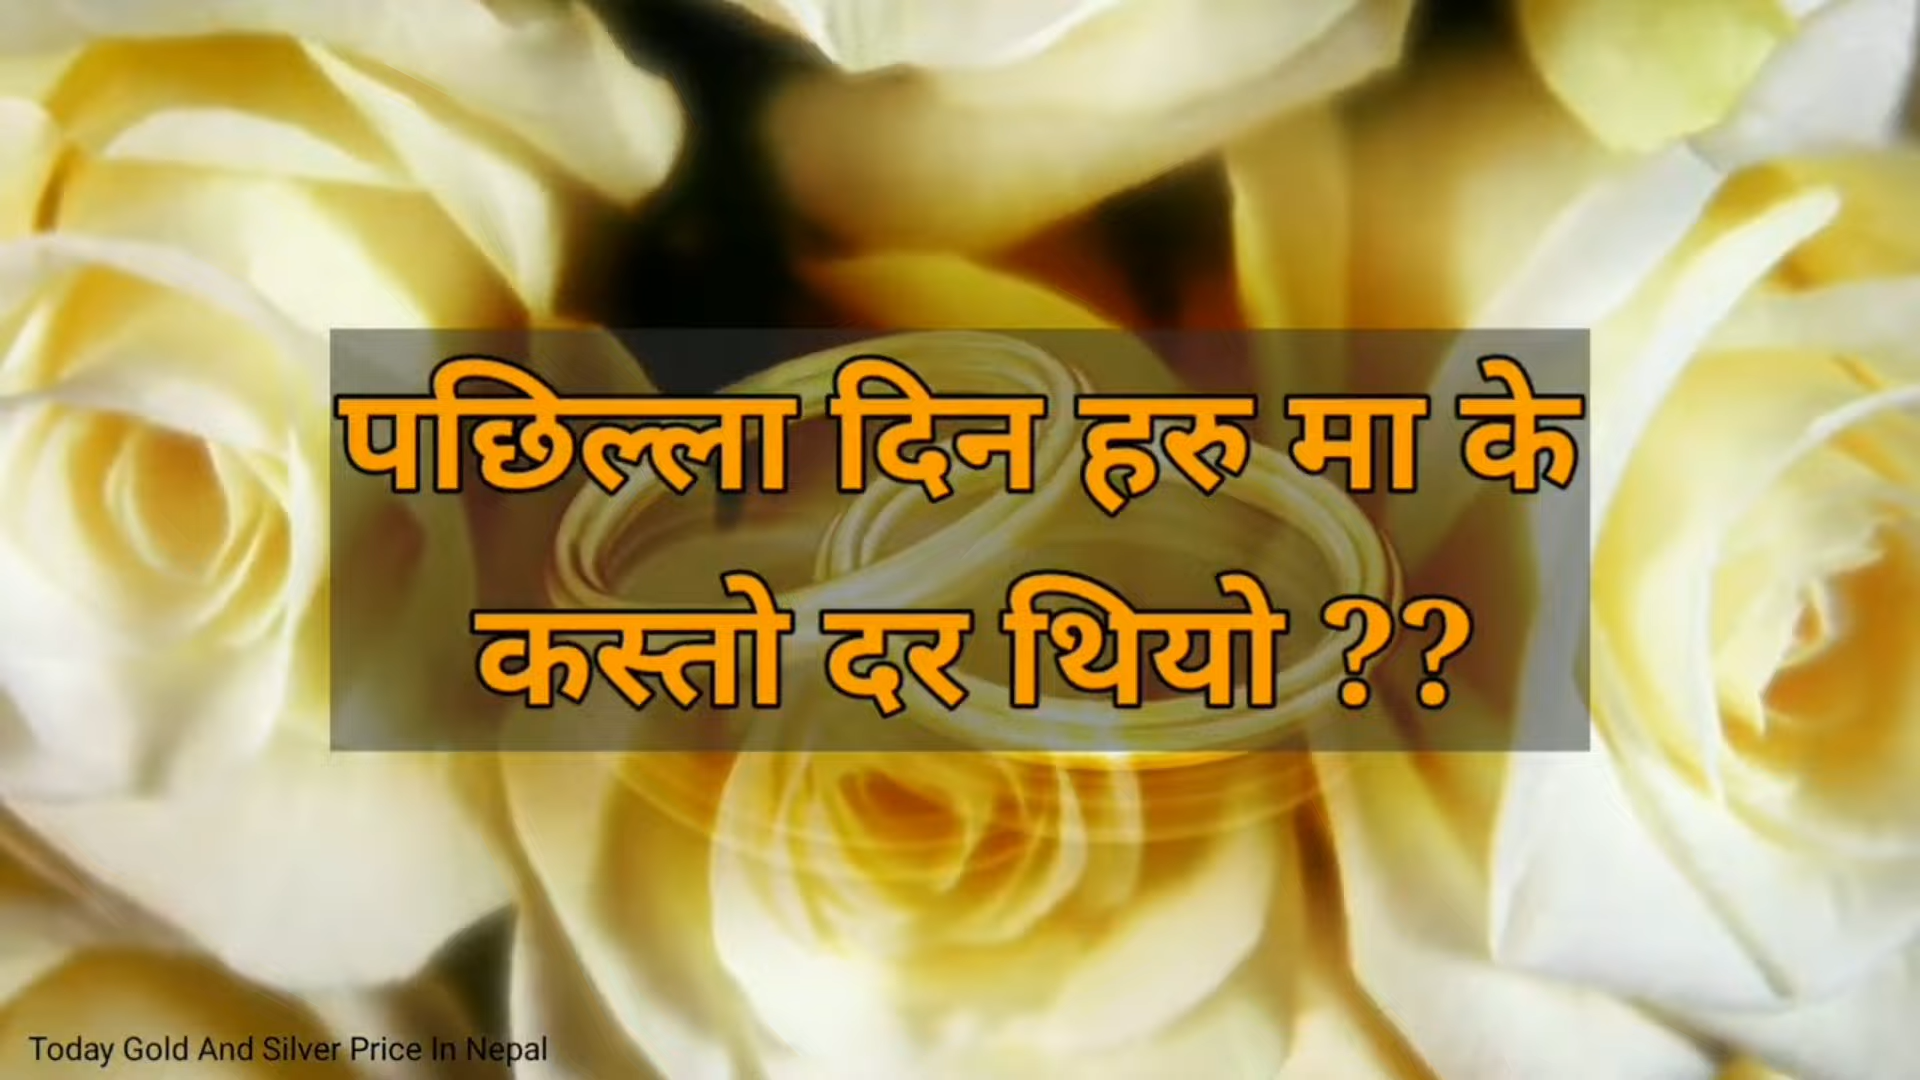 पछिल्ला दिन हरु मा के
कस्तो दर थियो ??
Today Gold And Silver Price In Nepal